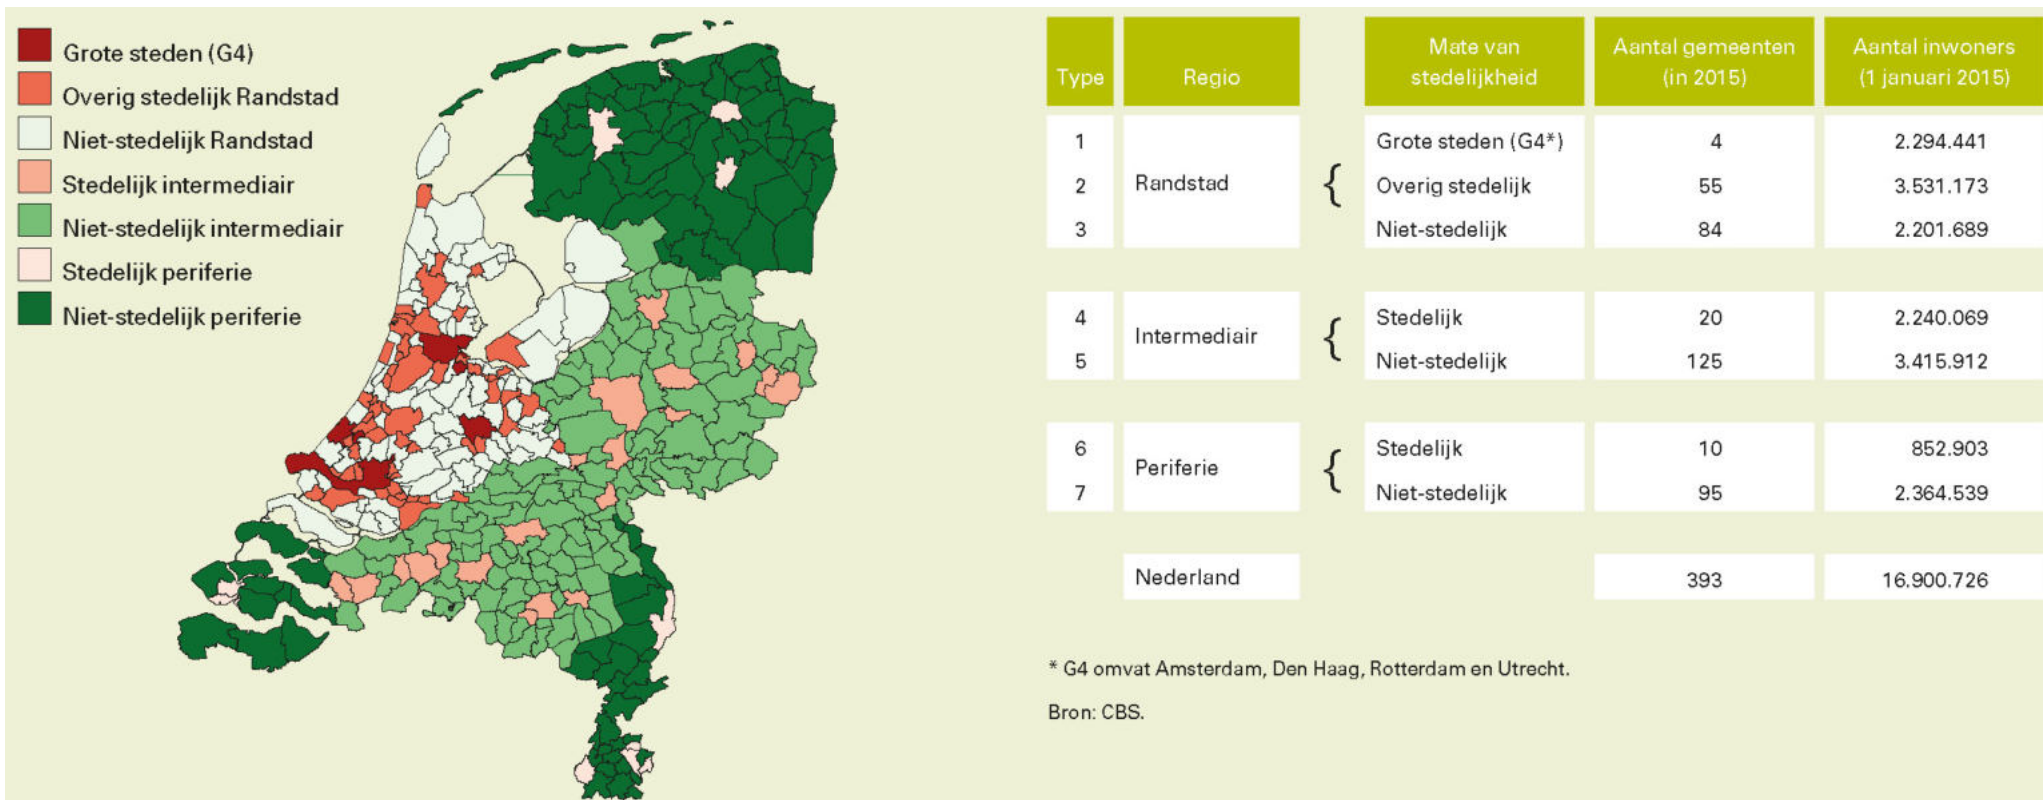 Grote steden (G4)
Overig stedelijk Randstad
Niet-stedelijk Randstad
Stedelijk intermediair
Niet-stedelijk intermediair
Stedelijk periferie
Niet-stedelijk periferie
Type Regio Mate van stedelijkheid Aantal gemeenten (in 2015) Aantal inwoners (1 januari 2015)
1 Grote steden (G4*) 4 2.294.441
2 Randstad { Overig stedelijk 55 3.531.173
3 Niet-stedelijk 84 2.201.689
4 Stedelijk 20 2.240.069
Intermediair {
5 Niet-stedelijk 125 3.415.912
6 Stedelijk 10 852.903
Periferie {
7 Niet-stedelijk 95 2.364.539
Nederland 393 16.900.726
* G4 omvat Amsterdam, Den Haag, Rotterdam en Utrecht.
Bron: CBS.